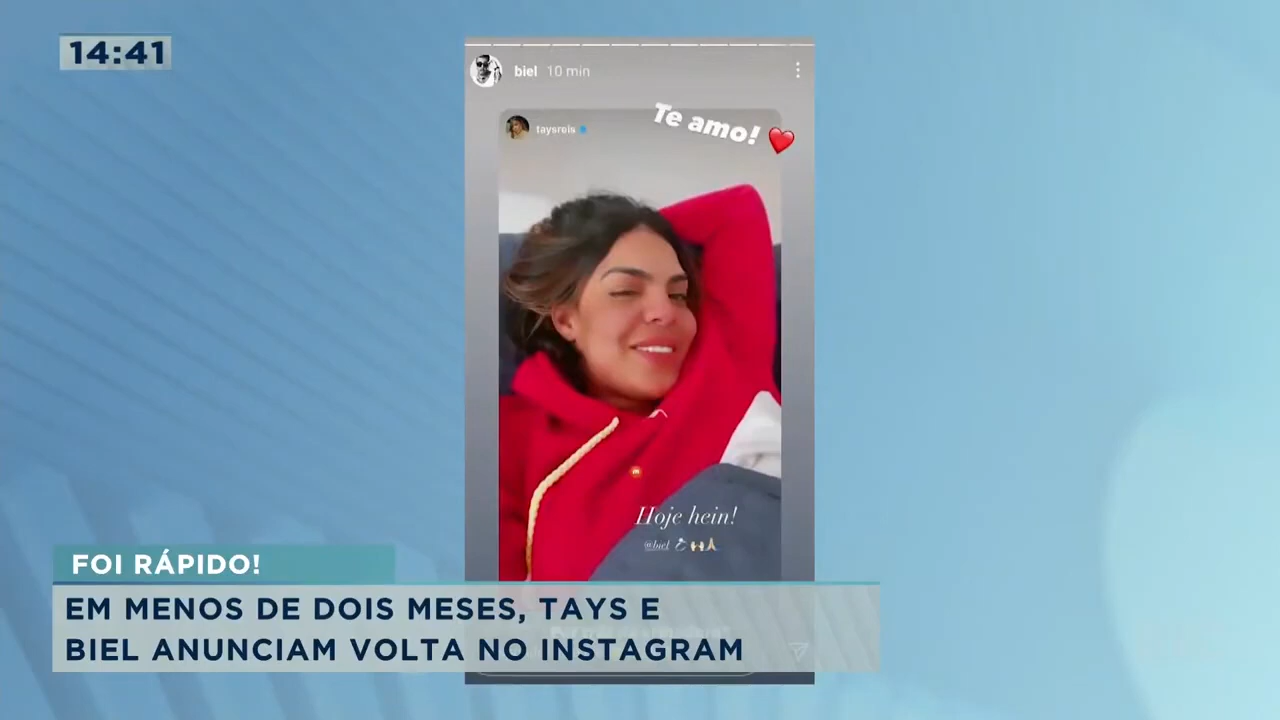 14:41
biel 10 min
taysreis
Te amo!
Hoje hein!
@biel
FOI RÁPIDO!
EM MENOS DE DOIS MESES, TAYS E
BIEL ANUNCIAM VOLTA NO INSTAGRAM